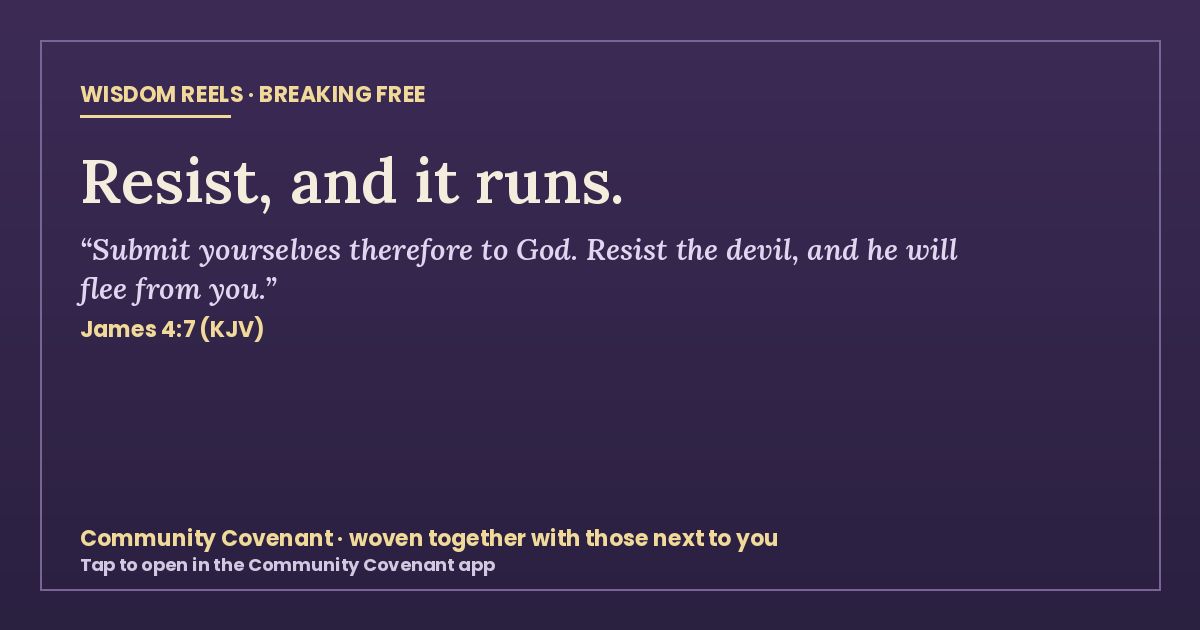 WISDOM REELS · BREAKING FREE
Resist, and it runs.
“Submit yourselves therefore to God. Resist the devil, and he will
flee from you.”
James 4:7 (KJV)
Community Covenant · woven together with those next to you
Tap to open in the Community Covenant app